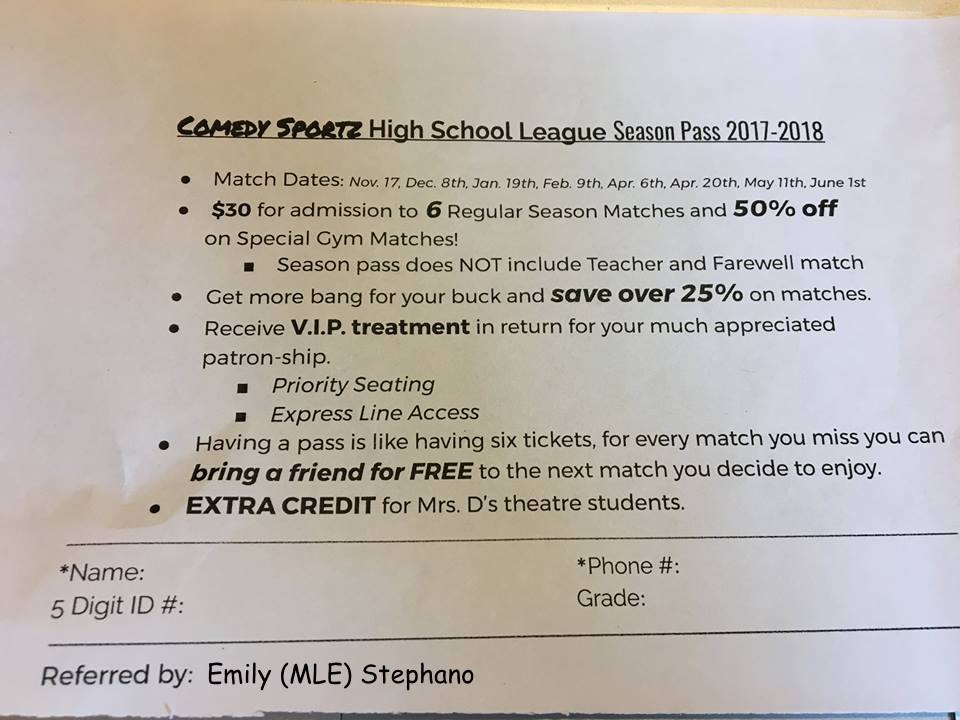 COMEDY SPORTZ High School League Season Pass 2017-2018
● Match Dates: Nov. 17, Dec. 8th, Jan. 19th, Feb. 9th, Apr. 6th, Apr. 20th, May 11th, June 1st
● $30 for admission to 6 Regular Season Matches and 50% off
on Special Gym Matches!
■ Season pass does NOT include Teacher and Farewell match
● Get more bang for your buck and save over 25% on matches.
● Receive V.I.P. treatment in return for your much appreciated
patron-ship.
■ Priority Seating
■ Express Line Access
● Having a pass is like having six tickets, for every match you miss you can
bring a friend for FREE to the next match you decide to enjoy.
● EXTRA CREDIT for Mrs. D's theatre students.
*Name: *Phone #:
5 Digit ID #: Grade:
Referred by: Emily (MLE) Stephano